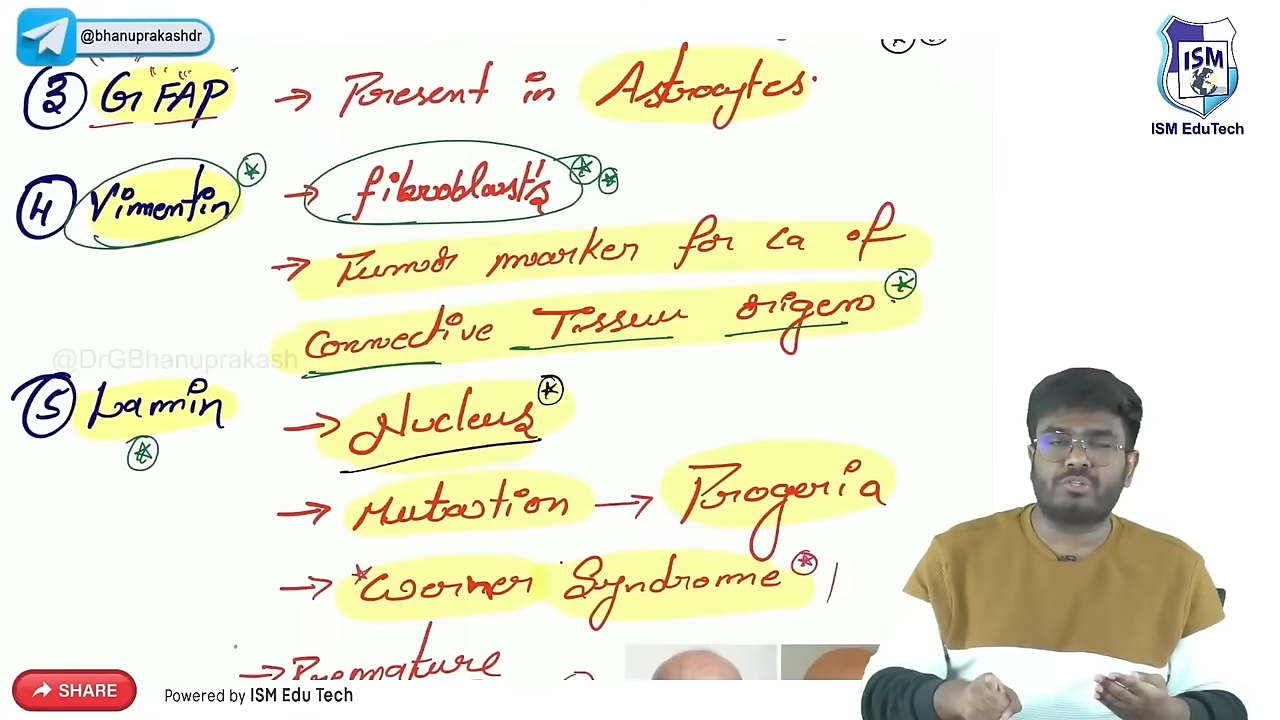 @bhanuprakashdr
ISM
ISM EduTech
③ GFAP → Present in Astrocytes.
④ Vimentin → fibroblasts
→ Tumor marker for Ca of
Connective Tissue origin.
@DrGBhanuprakash
⑤ Lamin → Nucleus
→ Mutation → Progeria
→ *Werner Syndrome
→ Premature
SHARE
Powered by ISM Edu Tech